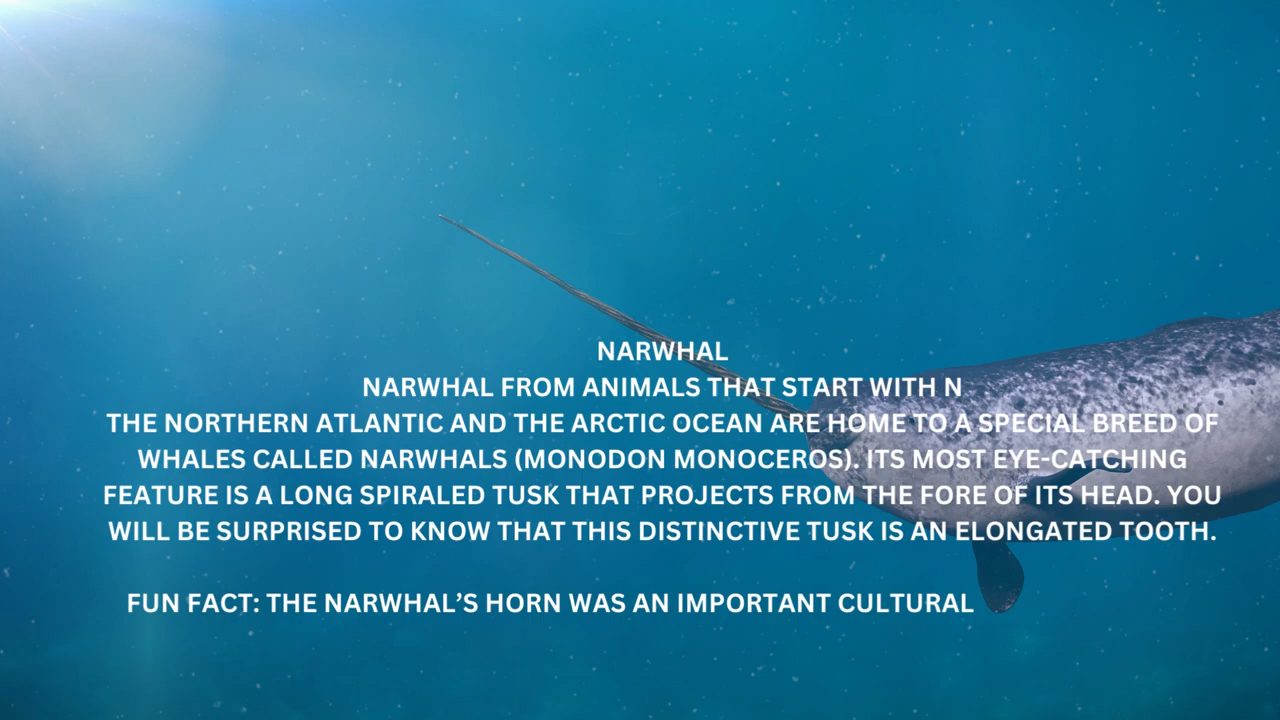 NARWHAL
NARWHAL FROM ANIMALS THAT START WITH N
THE NORTHERN ATLANTIC AND THE ARCTIC OCEAN ARE HOME TO A SPECIAL BREED OF
WHALES CALLED NARWHALS (MONODON MONOCEROS). ITS MOST EYE-CATCHING
FEATURE IS A LONG SPIRALED TUSK THAT PROJECTS FROM THE FORE OF ITS HEAD. YOU
WILL BE SURPRISED TO KNOW THAT THIS DISTINCTIVE TUSK IS AN ELONGATED TOOTH.
FUN FACT: THE NARWHAL’S HORN WAS AN IMPORTANT CULTURAL